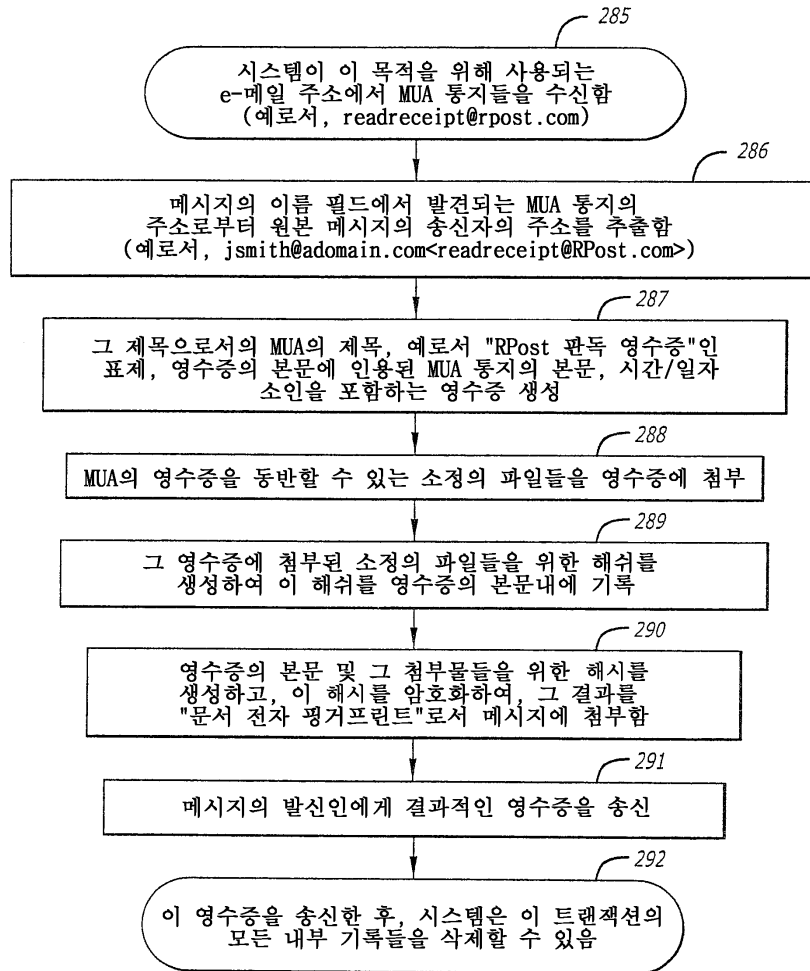 285
시스템이 이 목적을 위해 사용되는
e-메일 주소에서 MUA 통지들을 수신함
(예로서, readreceipt@rpost.com)
286
메시지의 이름 필드에서 발견되는 MUA 통지의
주소로부터 원본 메시지의 송신자의 주소를 추출함
(예로서, jsmith@adomain.com<readreceipt@RPost.com>)
287
그 제목으로서의 MUA의 제목, 예로서 "RPost 판독 영수증"인
표제, 영수증의 본문에 인용된 MUA 통지의 본문, 시간/일자
소인을 포함하는 영수증 생성
288
MUA의 영수증을 동반할 수 있는 소정의 파일들을 영수증에 첨부
289
그 영수증에 첨부된 소정의 파일들을 위한 해쉬를
생성하여 이 해쉬를 영수증의 본문내에 기록
290
영수증의 본문 및 그 첨부물들을 위한 해시를
생성하고, 이 해시를 암호화하여, 그 결과를
"문서 전자 핑거프린트"로서 메시지에 첨부함
291
메시지의 발신인에게 결과적인 영수증을 송신
292
이 영수증을 송신한 후, 시스템은 이 트랜잭션의
모든 내부 기록들을 삭제할 수 있음